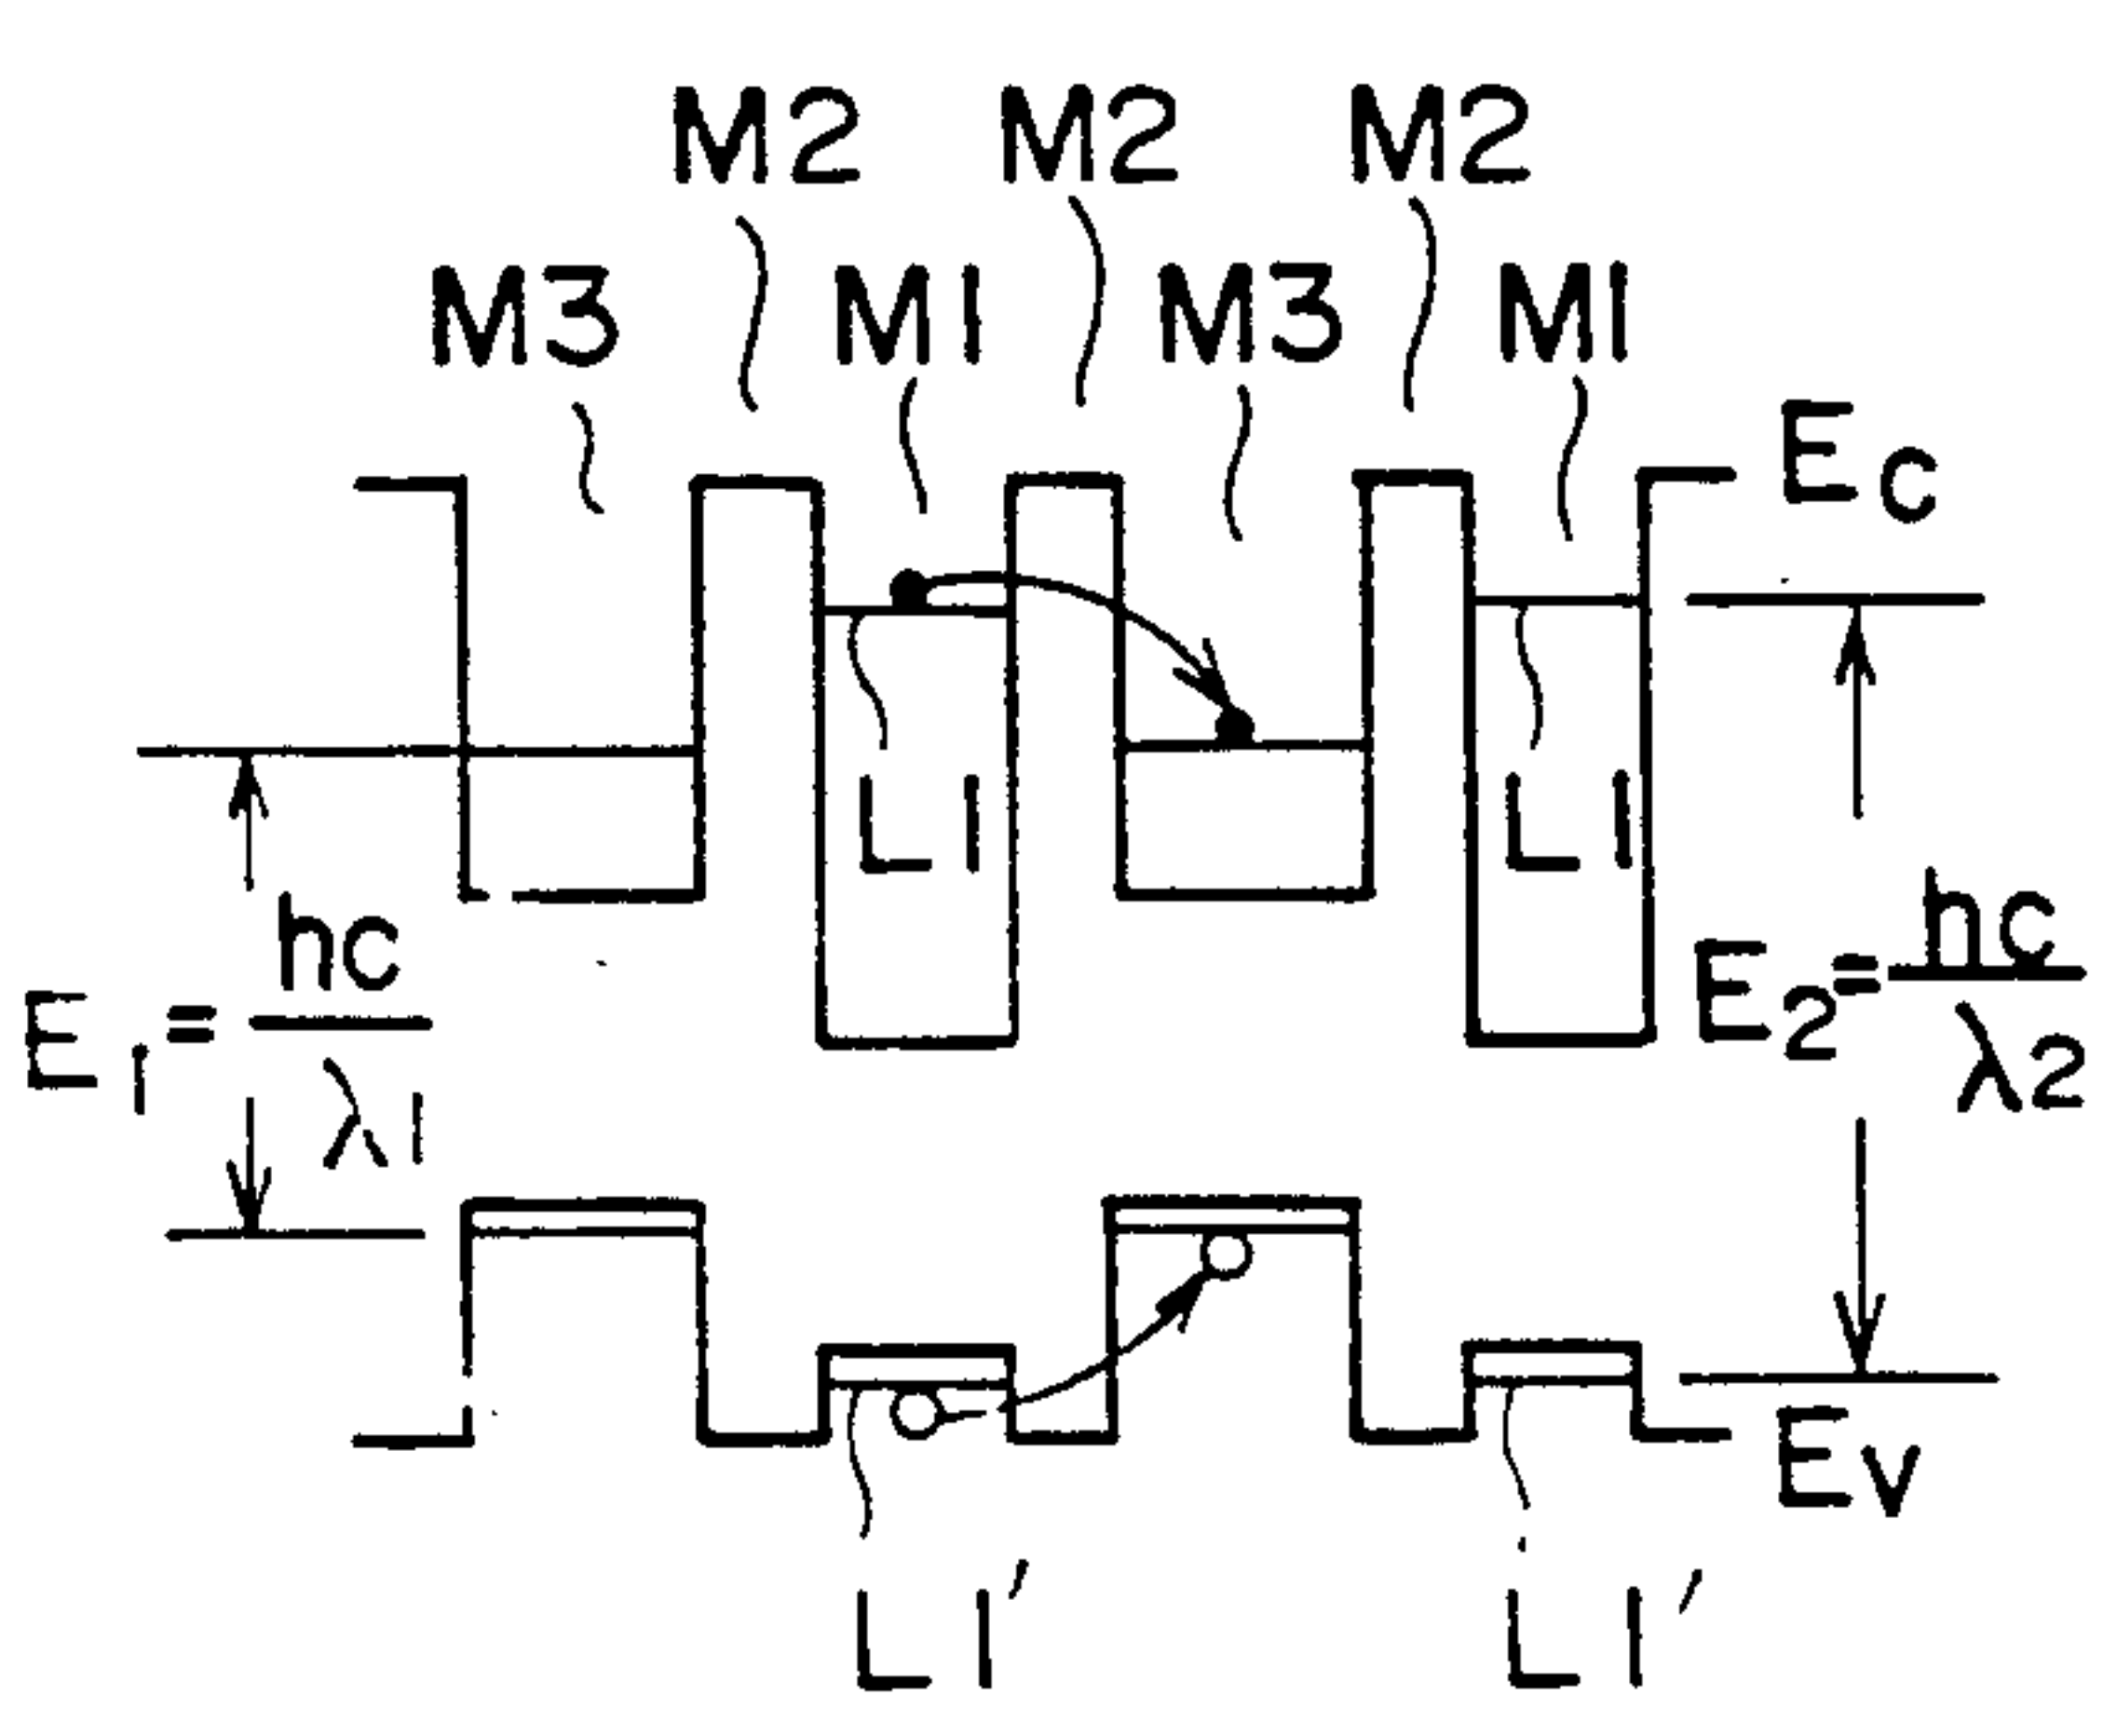 M2 M2 M2
M3 M1 M3 M1
Ec
L1 L1
E1=hc/λ1
E2=hc/λ2
Ev
L1′ L1′